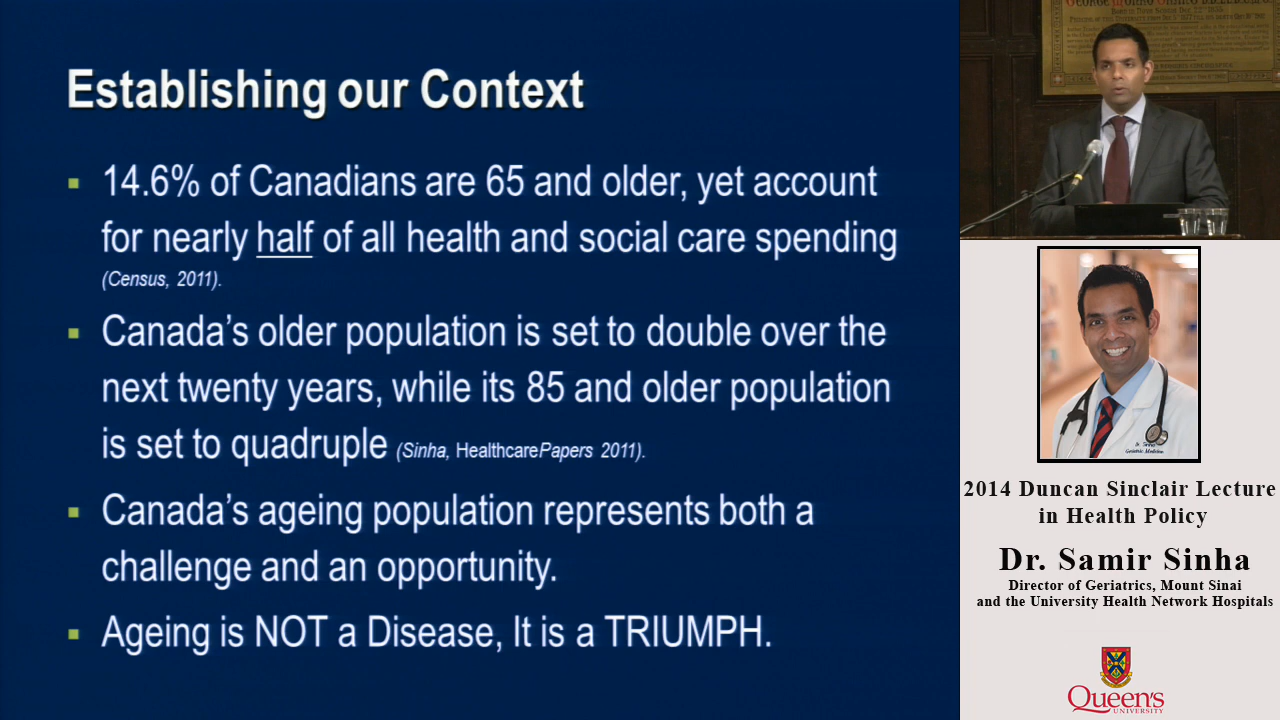 Establishing our Context
▪ 14.6% of Canadians are 65 and older, yet account
for nearly half of all health and social care spending
(Census, 2011).
▪ Canada's older population is set to double over the
next twenty years, while its 85 and older population
is set to quadruple (Sinha, HealthcarePapers 2011).
▪ Canada's ageing population represents both a
challenge and an opportunity.
▪ Ageing is NOT a Disease, It is a TRIUMPH.
Dr. Sinha
Geriatric Medicine
2014 Duncan Sinclair Lecture
in Health Policy
Dr. Samir Sinha
Director of Geriatrics, Mount Sinai
and the University Health Network Hospitals
Queen's
UNIVERSITY